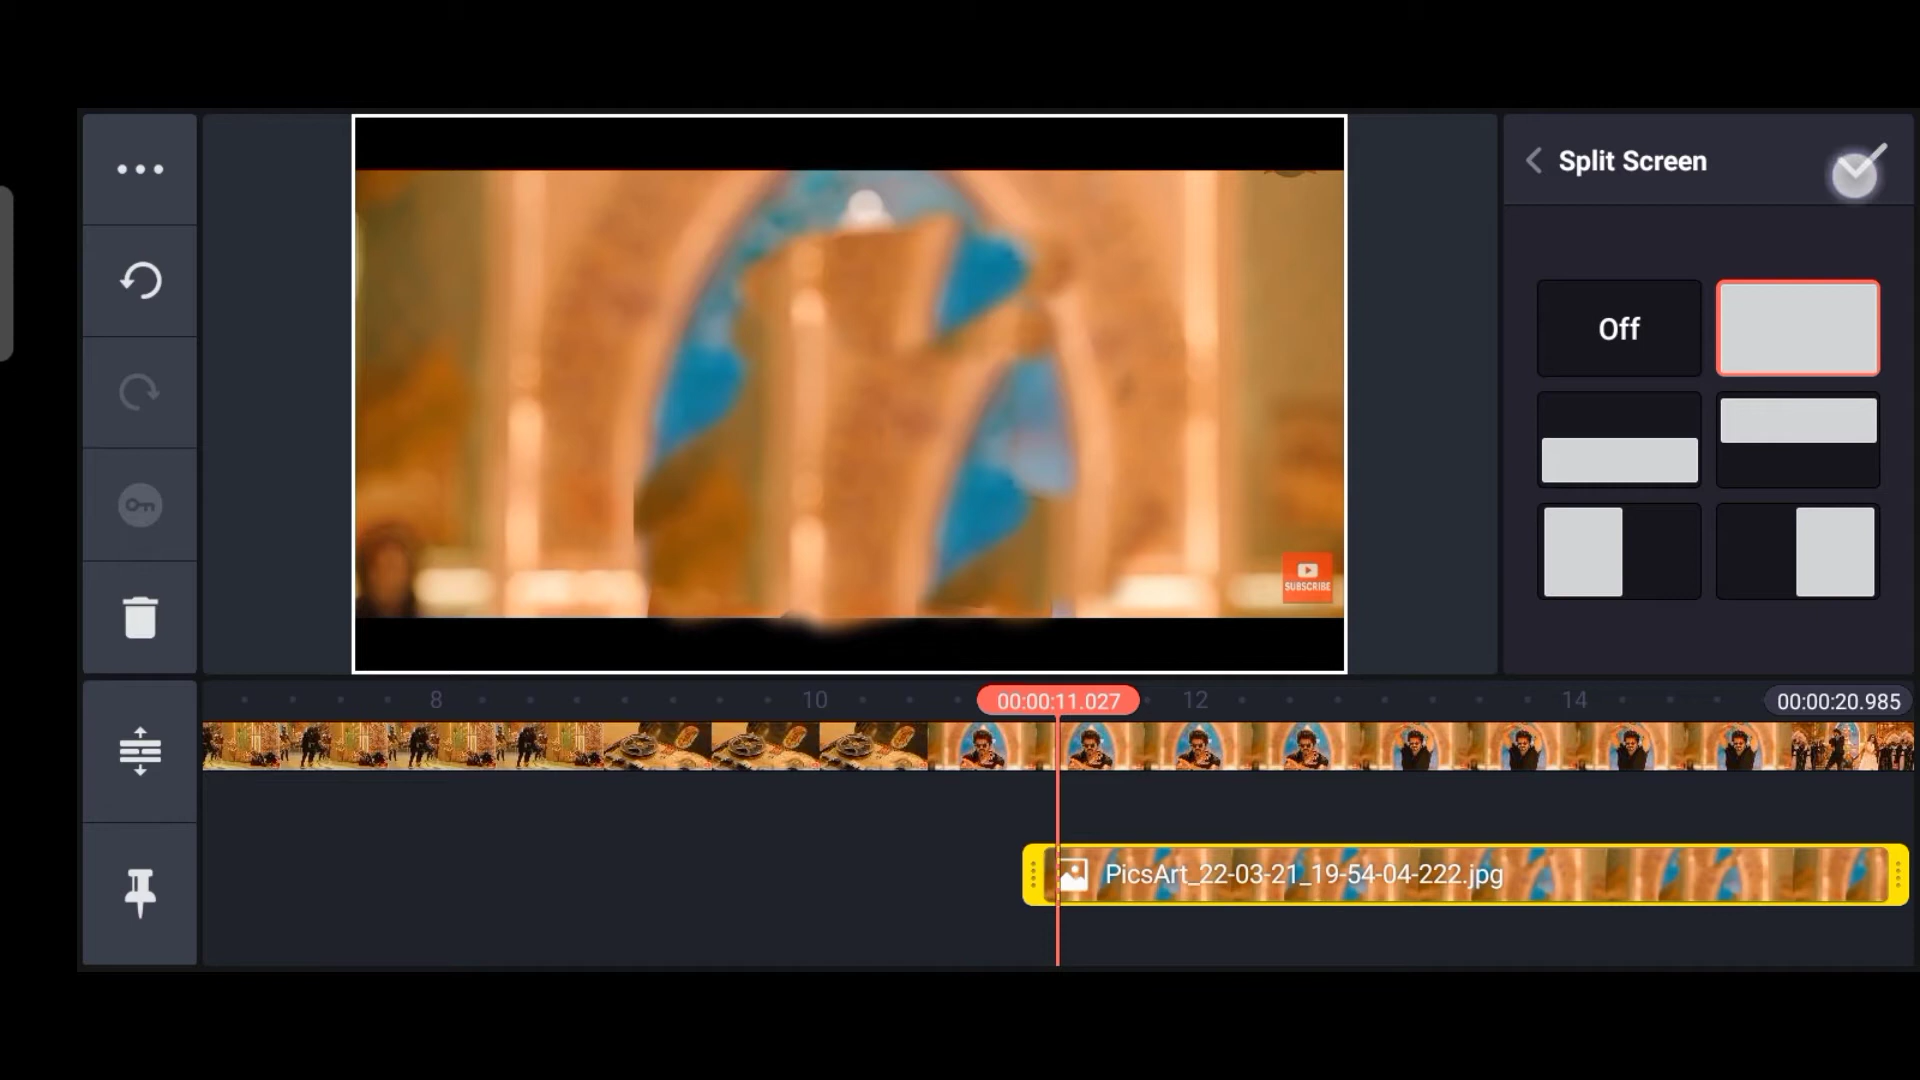 Split Screen
Off
SUBSCRIBE
8
10
00:00:11.027
12
14
00:00:20.985
PicsArt_22-03-21_19-54-04-222.jpg